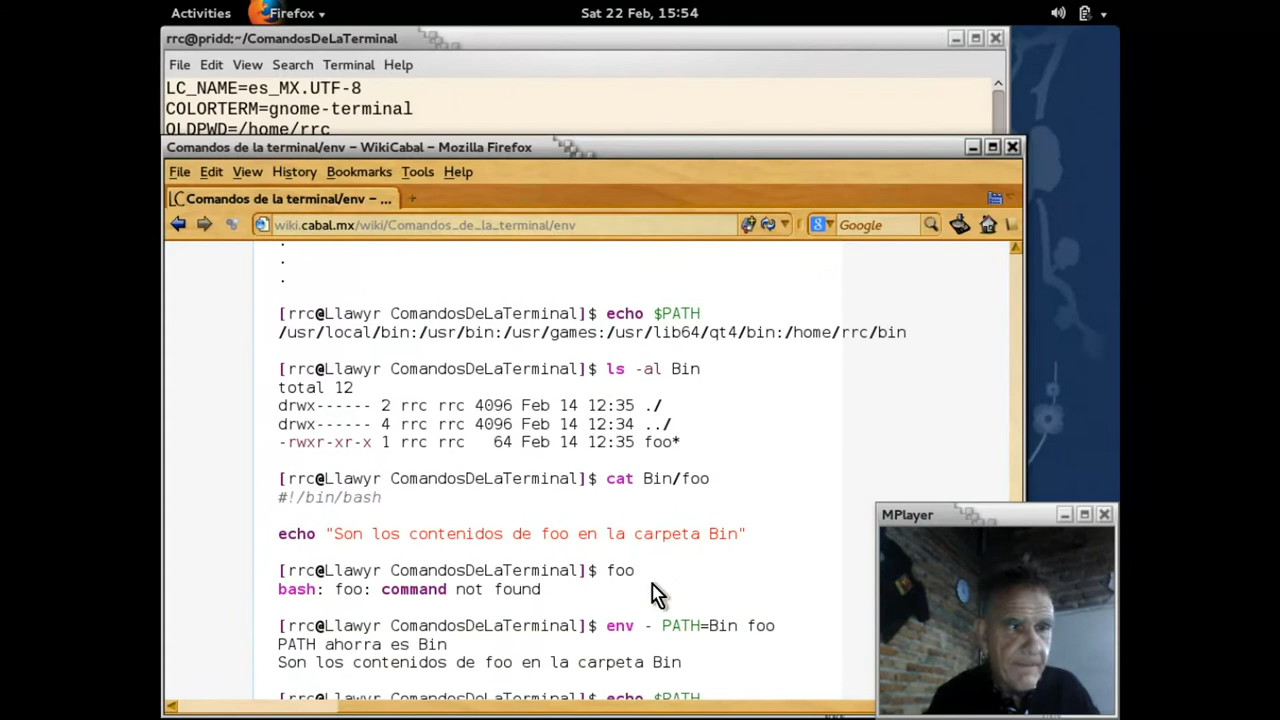 Activities
Firefox
Sat 22 Feb, 15:54
rrc@pridd:~/ComandosDeLaTerminal
File Edit View Search Terminal Help
LC_NAME=es_MX.UTF-8
COLORTERM=gnome-terminal
OLDPWD=/home/rrc
Comandos de la terminal/env – WikiCabal – Mozilla Firefox
File Edit View History Bookmarks Tools Help
Comandos de la terminal/env – ...
wiki.cabal.mx/wiki/Comandos_de_la_terminal/env
Google
.
.
.
[rrc@Llawyr ComandosDeLaTerminal]$ echo $PATH
/usr/local/bin:/usr/bin:/usr/games:/usr/lib64/qt4/bin:/home/rrc/bin
[rrc@Llawyr ComandosDeLaTerminal]$ ls -al Bin
total 12
drwx------ 2 rrc rrc 4096 Feb 14 12:35 ./
drwx------ 4 rrc rrc 4096 Feb 14 12:34 ../
-rwxr-xr-x 1 rrc rrc   64 Feb 14 12:35 foo*
[rrc@Llawyr ComandosDeLaTerminal]$ cat Bin/foo
#!/bin/bash
echo "Son los contenidos de foo en la carpeta Bin"
[rrc@Llawyr ComandosDeLaTerminal]$ foo
bash: foo: command not found
[rrc@Llawyr ComandosDeLaTerminal]$ env - PATH=Bin foo
PATH ahorra es Bin
Son los contenidos de foo en la carpeta Bin
[rrc@Llawyr ComandosDeLaTerminal]$ echo $PATH
MPlayer